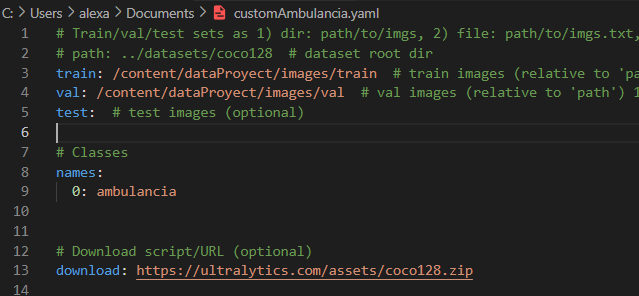 C: > Users > alexa > Documents > customAmbulancia.yaml
1 # Train/val/test sets as 1) dir: path/to/imgs, 2) file: path/to/imgs.txt,
2 # path: ../datasets/coco128 # dataset root dir
3 train: /content/dataProyect/images/train # train images (relative to 'pa
4 val: /content/dataProyect/images/val # val images (relative to 'path') 1
5 test: # test images (optional)
6
7 # Classes
8 names:
9 0: ambulancia
10
11
12 # Download script/URL (optional)
13 download: https://ultralytics.com/assets/coco128.zip
14